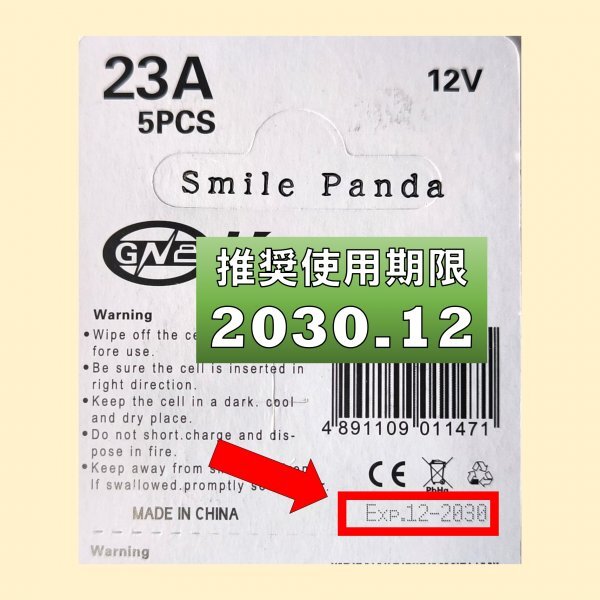 23A
12V
5PCS
Smile Panda
GN
推奨使用期限
2030.12
Warning
•Wipe off the
fore use.
•Be sure the cell is inserted in
right direction.
•Keep the cell in a dark. cool
and dry place.
•Do not short.charge and dis-
pose in fire.
•Keep away from
If swallowed.promptly
4 891109 011471
CE
PbHg
MADE IN CHINA
Exp.12-2030
Warning